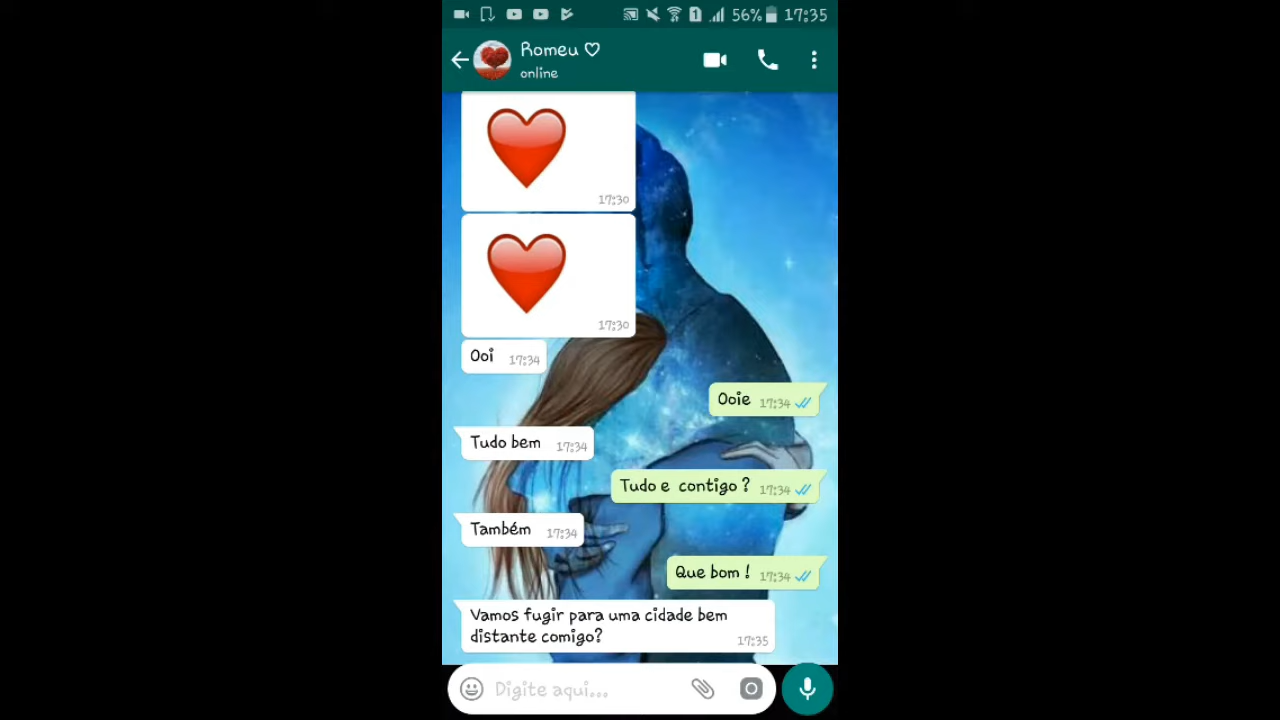 56% 17:35
Romeu ♡
online
17:30
17:30
Ooi 17:34
Ooie 17:34
Tudo bem 17:34
Tudo e contigo ? 17:34
Também 17:34
Que bom ! 17:34
Vamos fugir para uma cidade bem
distante comigo? 17:35
Digite aqui...